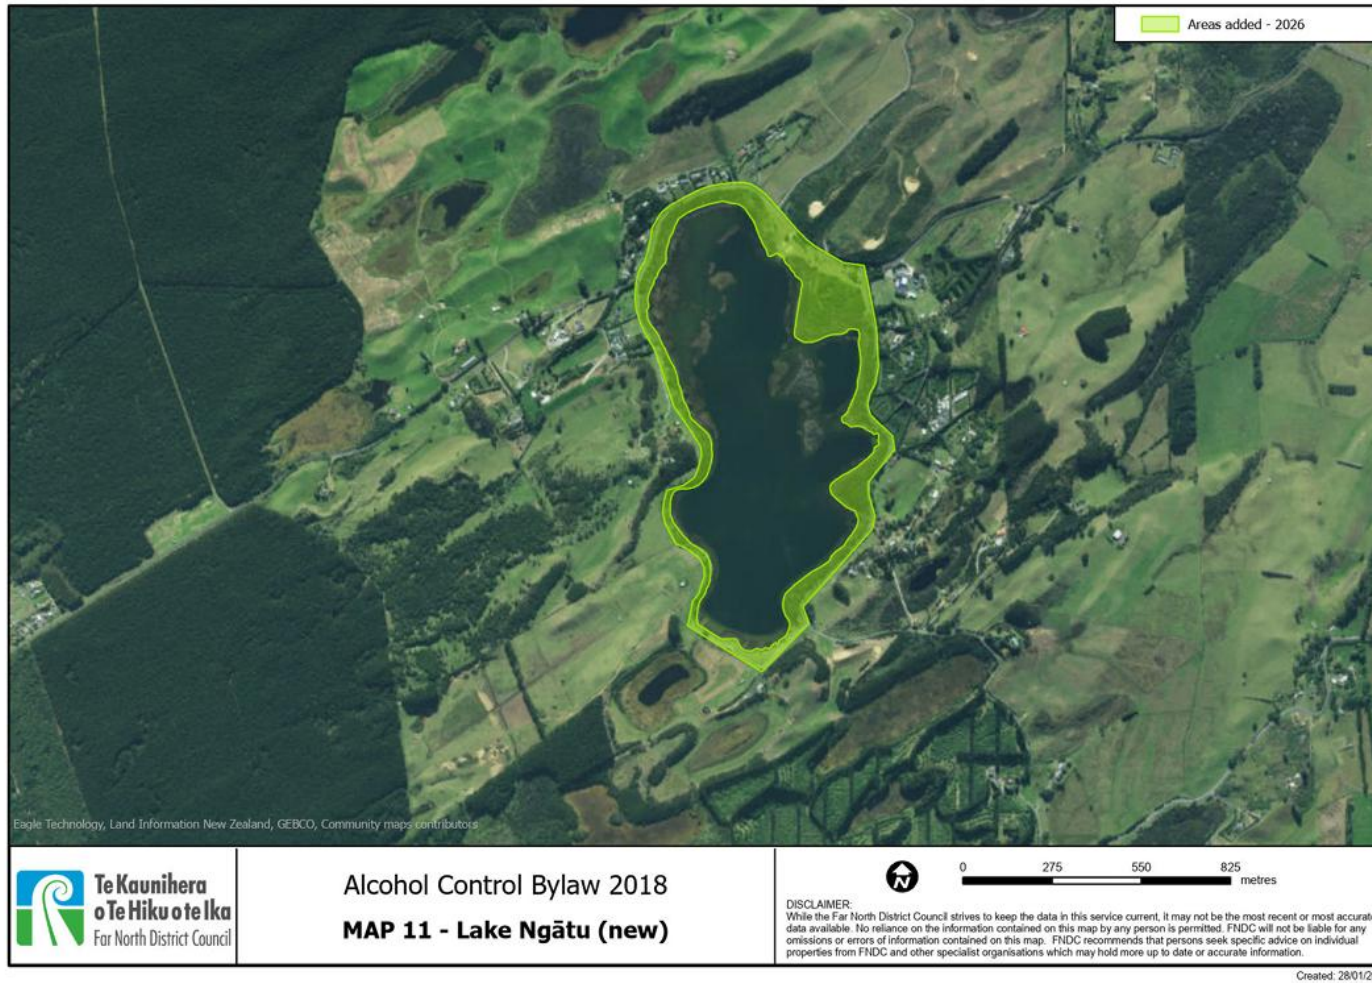 Areas added - 2026
Eagle Technology, Land Information New Zealand, GEBCO, Community maps contributors
Te Kaunihera
o Te Hiku o te Ika
Far North District Council
Alcohol Control Bylaw 2018
MAP 11 - Lake Ngātu (new)
N
0 275 550 825
metres
DISCLAIMER:
While the Far North District Council strives to keep the data in this service current, it may not be the most recent or most accurat
data available. No reliance on the information contained on this map by any person is permitted. FNDC will not be liable for any
omissions or errors of information contained on this map. FNDC recommends that persons seek specific advice on individual
properties from FNDC and other specialist organisations which may hold more up to date or accurate information.
Created: 28/01/2